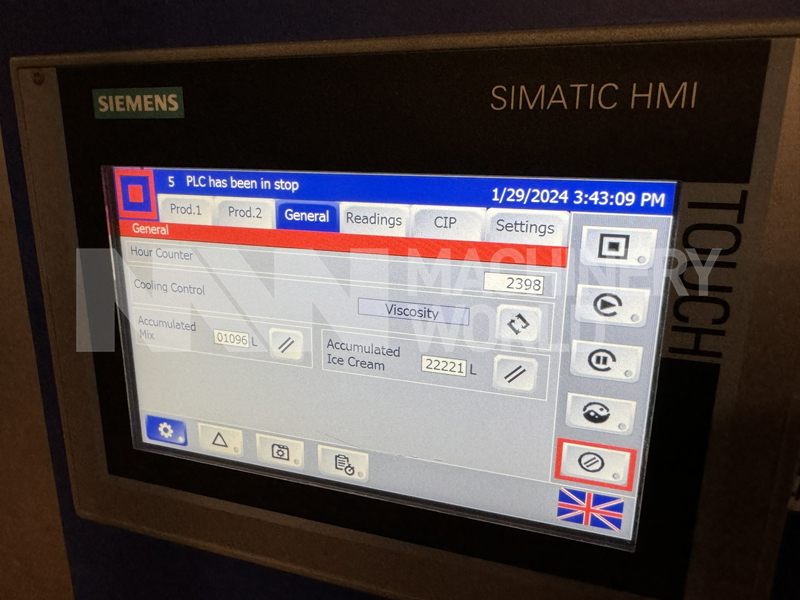 SIEMENS
SIMATIC HMI
TOUCH
5 PLC has been in stop
1/29/2024 3:43:09 PM
Prod.1 Prod.2 General Readings CIP Settings
General
Hour Counter
2398
Cooling Control
Viscosity
Accumulated
Mix
01096 L
Accumulated
Ice Cream
22221 L
MACHINERY
WORLD